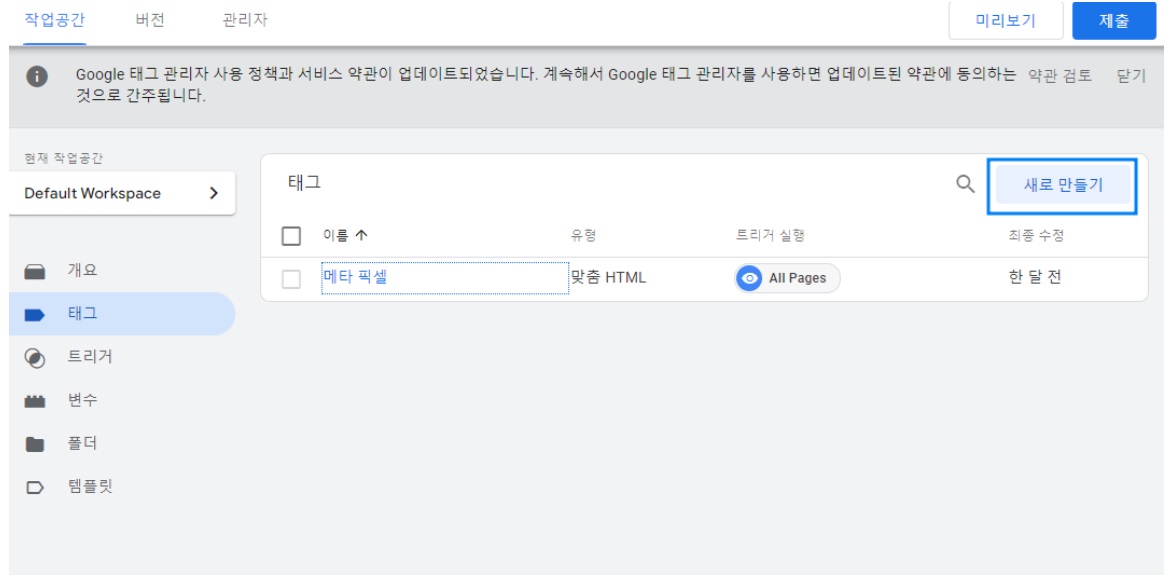 작업공간 버전 관리자 미리보기 제출
Google 태그 관리자 사용 정책과 서비스 약관이 업데이트되었습니다. 계속해서 Google 태그 관리자를 사용하면 업데이트된 약관에 동의하는 약관 검토 닫기
것으로 간주됩니다.
현재 작업공간
Default Workspace
개요
태그
트리거
변수
폴더
템플릿
태그 새로 만들기
이름 유형 트리거 실행 최종 수정
메타 픽셀 맞춤 HTML All Pages 한 달 전